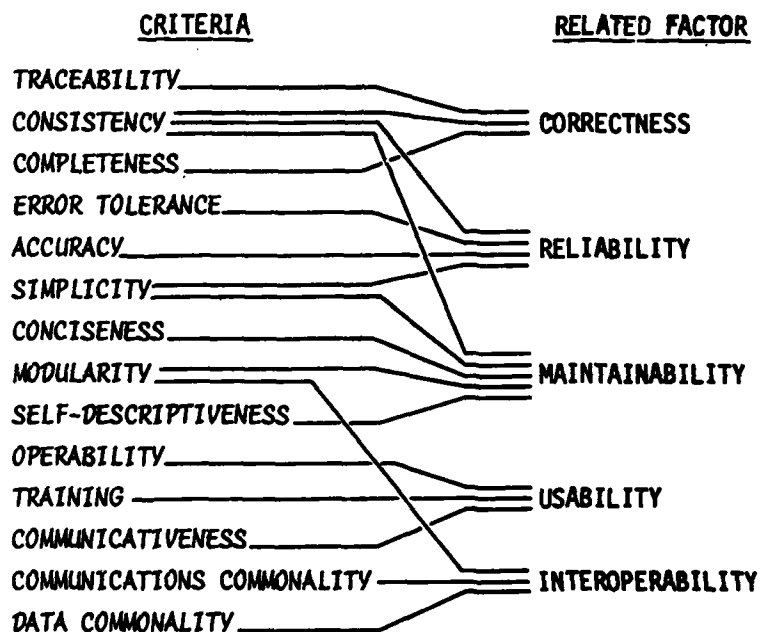 CRITERIA
RELATED FACTOR
TRACEABILITY
CONSISTENCY
CORRECTNESS
COMPLETENESS
ERROR TOLERANCE
ACCURACY
RELIABILITY
SIMPLICITY
CONCISENESS
MODULARITY
MAINTAINABILITY
SELF-DESCRIPTIVENESS
OPERABILITY
TRAINING
USABILITY
COMMUNICATIVENESS
COMMUNICATIONS COMMONALITY
INTEROPERABILITY
DATA COMMONALITY